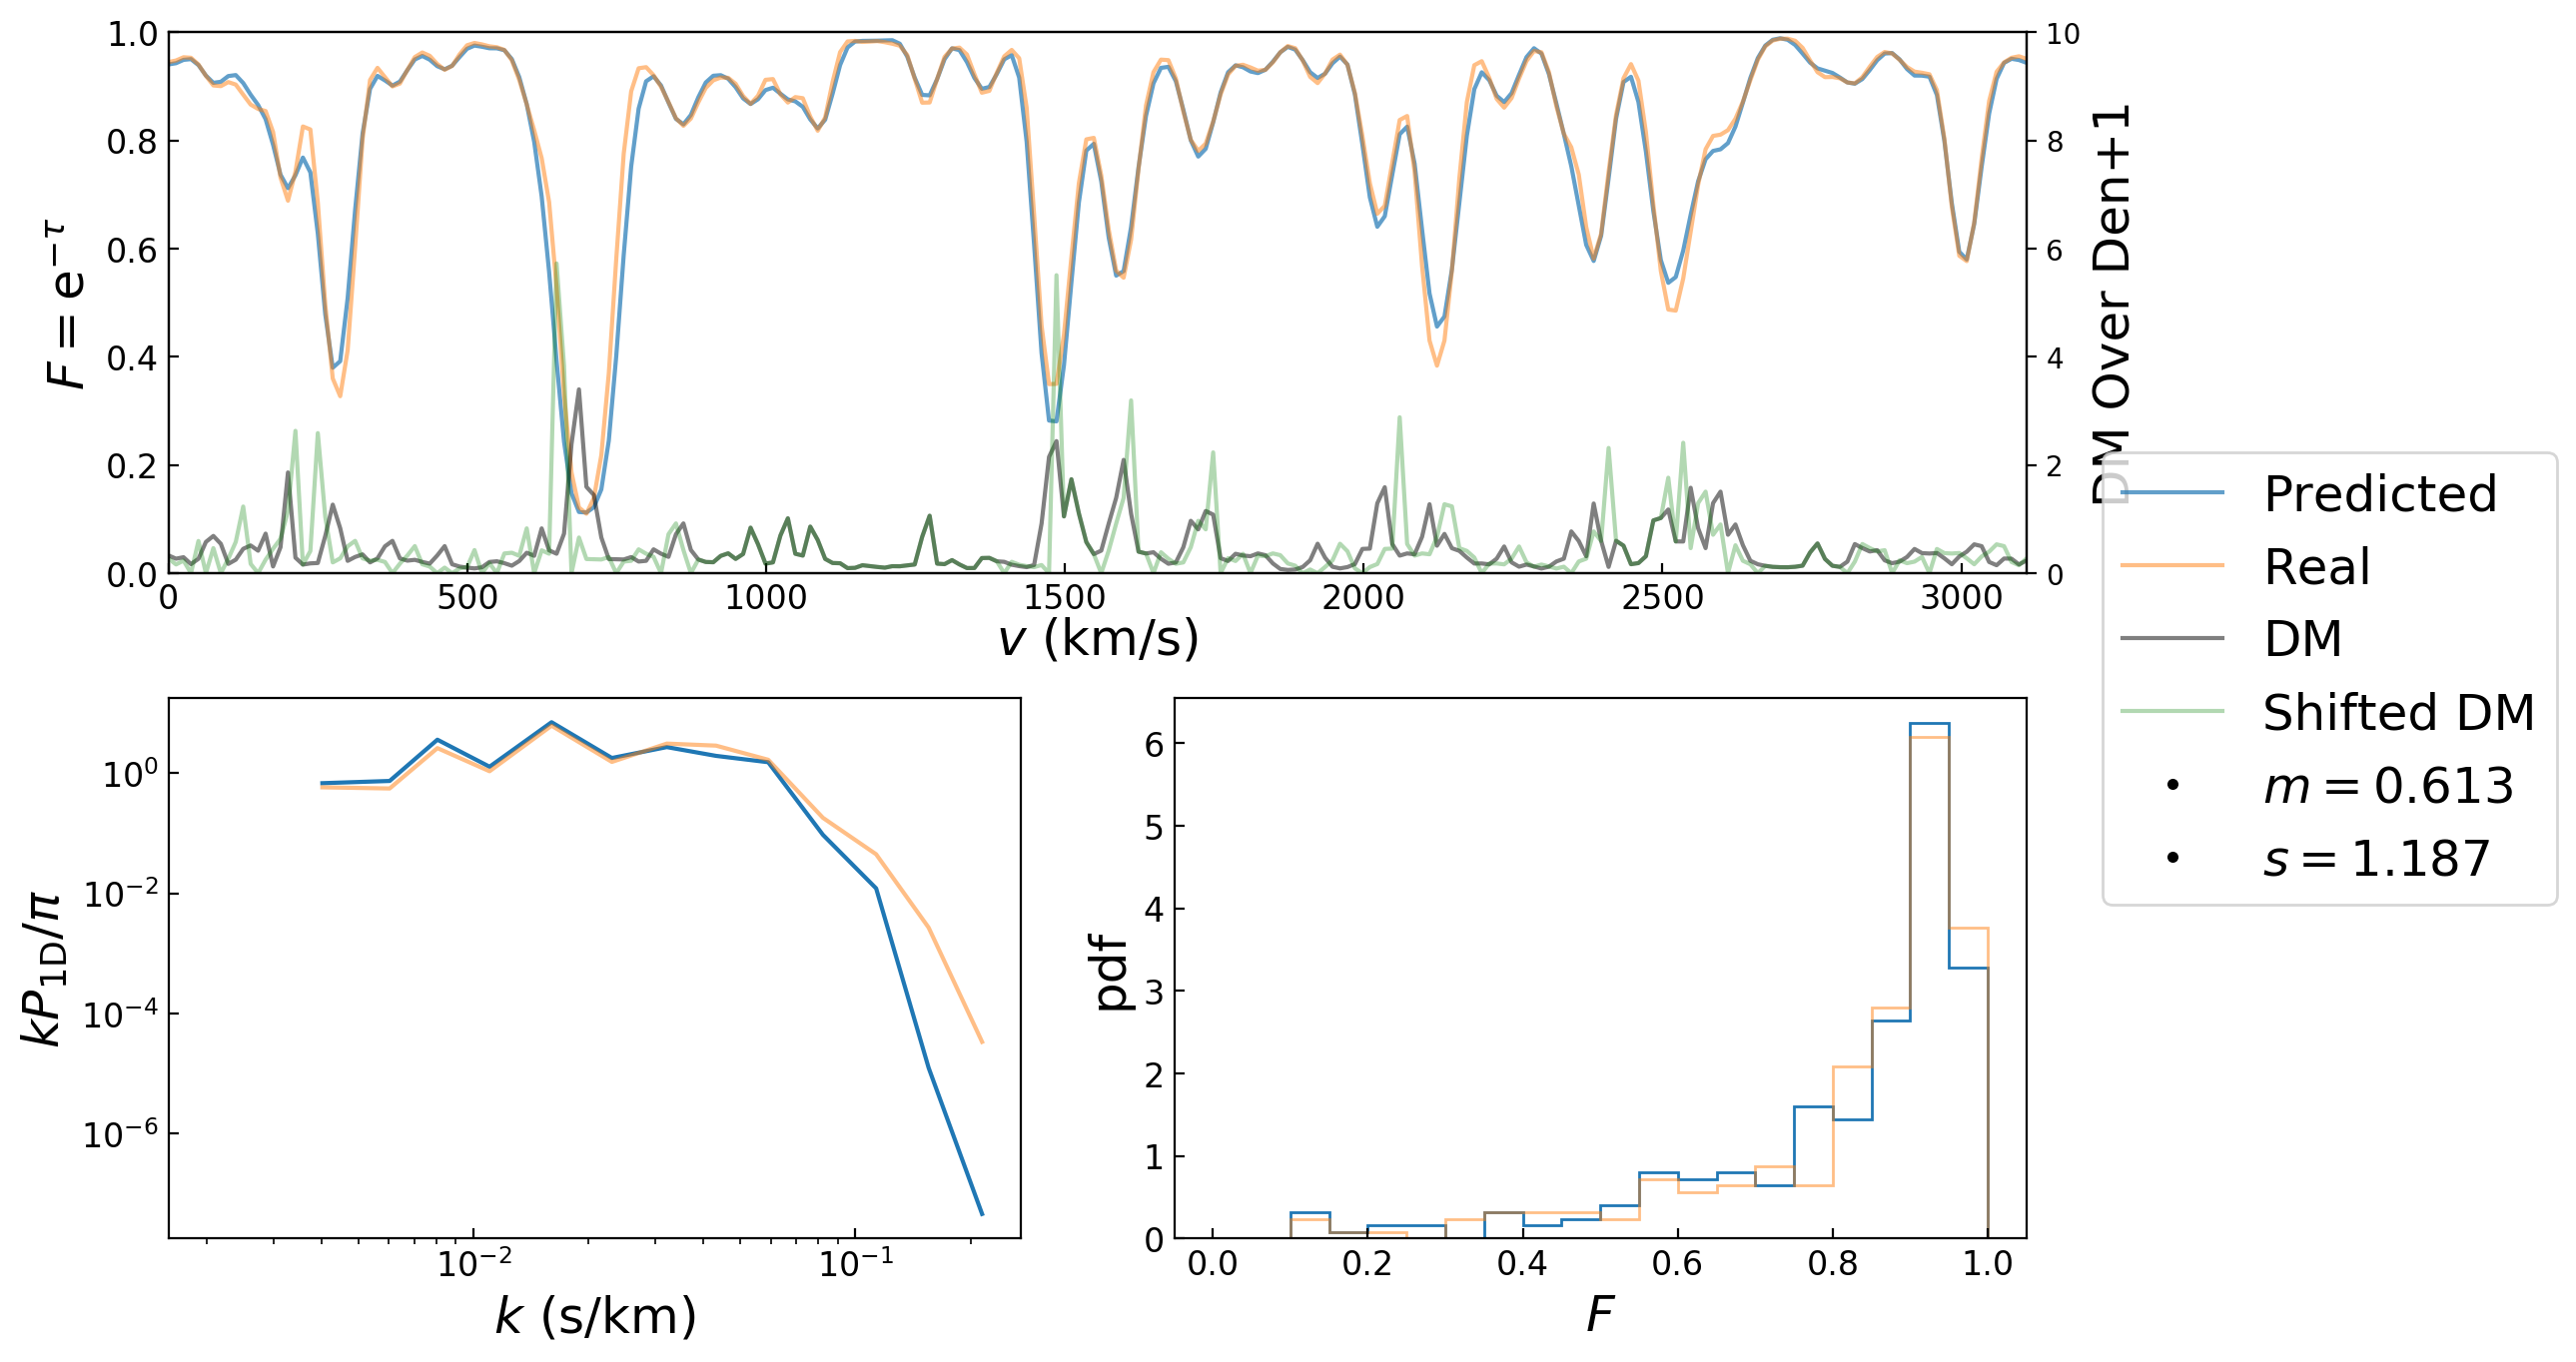 1.0
0.8
0.6
0.4
0.2
0.0
F = e^{−τ}
0
500
1000
1500
2000
2500
3000
v (km/s)
10
8
6
4
2
0
DM Over Den+1
Predicted
Real
DM
Shifted DM
m = 0.613
s = 1.187
10^0
10^{−2}
10^{−4}
10^{−6}
kP_{1D}/π
10^{−2}
10^{−1}
k (s/km)
6
5
4
3
2
1
0
pdf
0.0
0.2
0.4
0.6
0.8
1.0
F